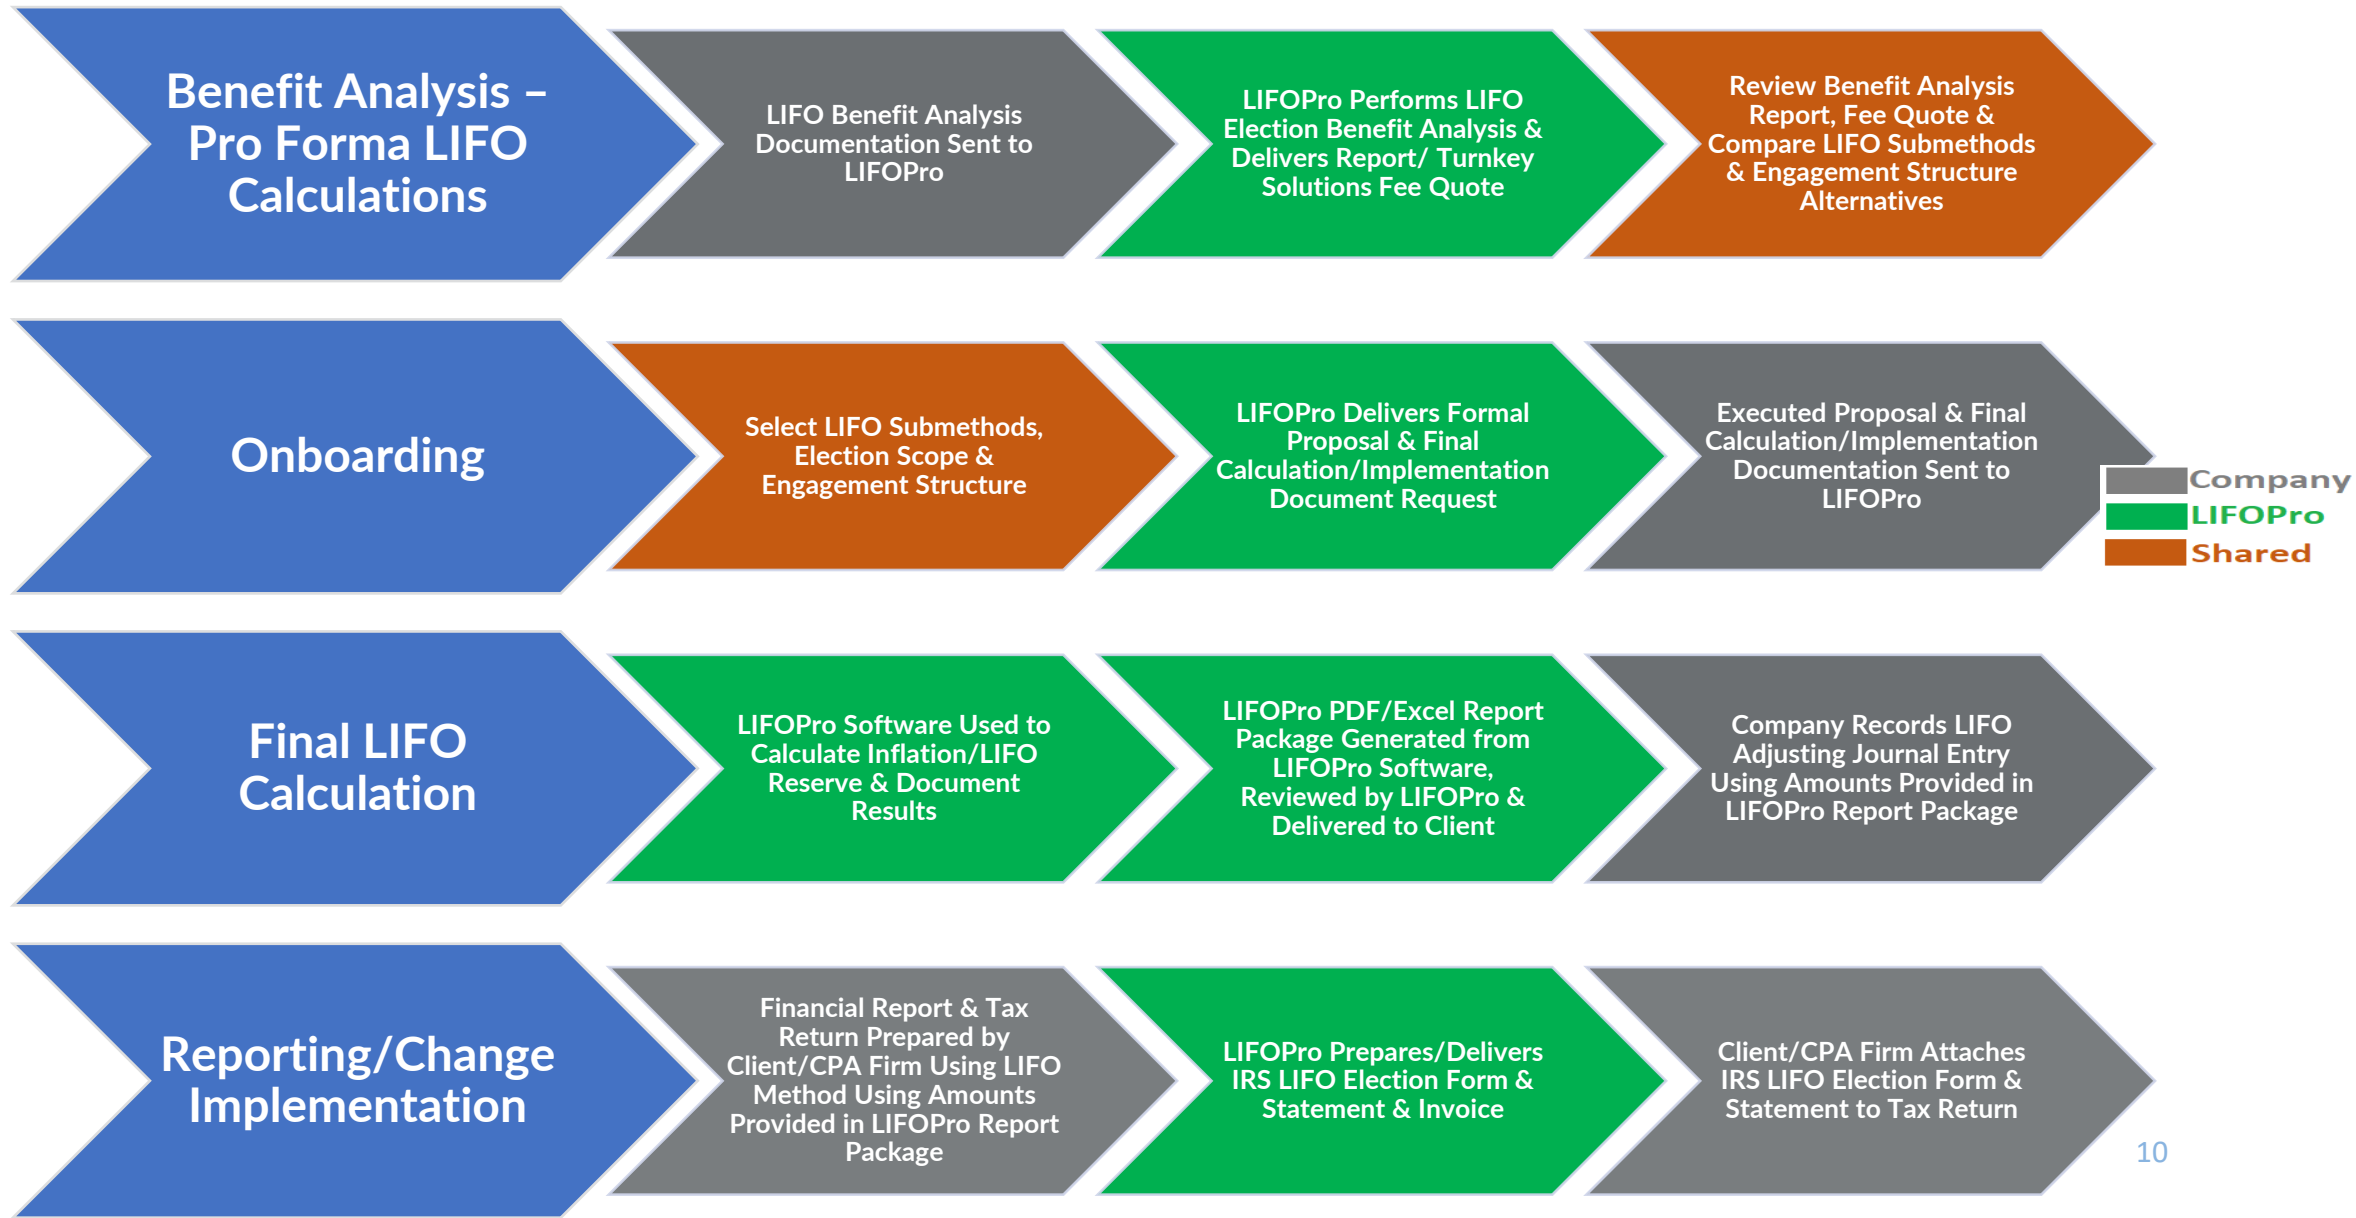 Benefit Analysis –
Pro Forma LIFO
Calculations
LIFO Benefit Analysis
Documentation Sent to
LIFOPro
LIFOPro Performs LIFO
Election Benefit Analysis &
Delivers Report/ Turnkey
Solutions Fee Quote
Review Benefit Analysis
Report, Fee Quote &
Compare LIFO Submethods
& Engagement Structure
Alternatives
Onboarding
Select LIFO Submethods,
Election Scope &
Engagement Structure
LIFOPro Delivers Formal
Proposal & Final
Calculation/Implementation
Document Request
Executed Proposal & Final
Calculation/Implementation
Documentation Sent to
LIFOPro
Company
LIFOPro
Shared
Final LIFO
Calculation
LIFOPro Software Used to
Calculate Inflation/LIFO
Reserve & Document
Results
LIFOPro PDF/Excel Report
Package Generated from
LIFOPro Software,
Reviewed by LIFOPro &
Delivered to Client
Company Records LIFO
Adjusting Journal Entry
Using Amounts Provided in
LIFOPro Report Package
Reporting/Change
Implementation
Financial Report & Tax
Return Prepared by
Client/CPA Firm Using LIFO
Method Using Amounts
Provided in LIFOPro Report
Package
LIFOPro Prepares/Delivers
IRS LIFO Election Form &
Statement & Invoice
Client/CPA Firm Attaches
IRS LIFO Election Form &
Statement to Tax Return
10